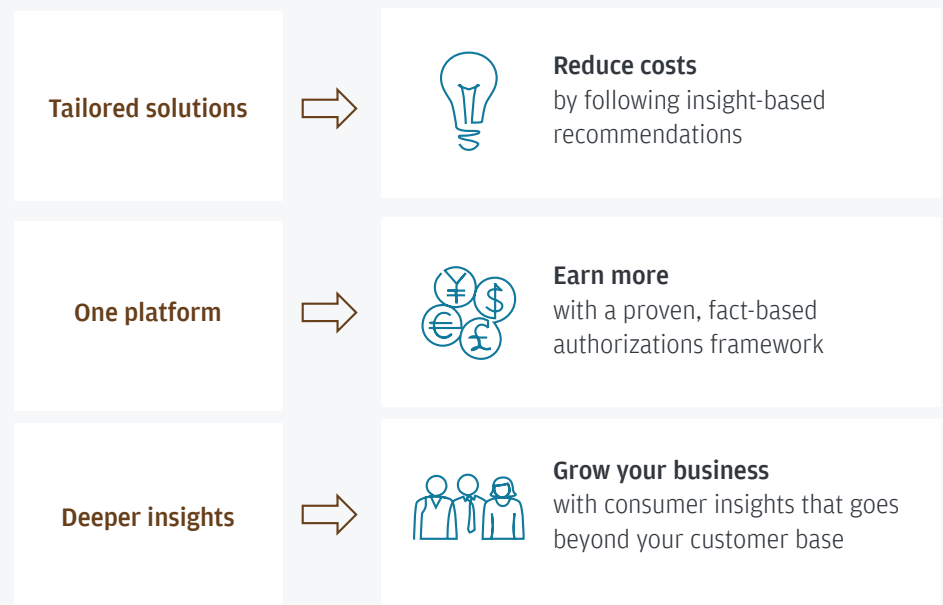 Tailored solutions
Reduce costs
by following insight-based
recommendations
One platform
Earn more
with a proven, fact-based
authorizations framework
Deeper insights
Grow your business
with consumer insights that goes
beyond your customer base